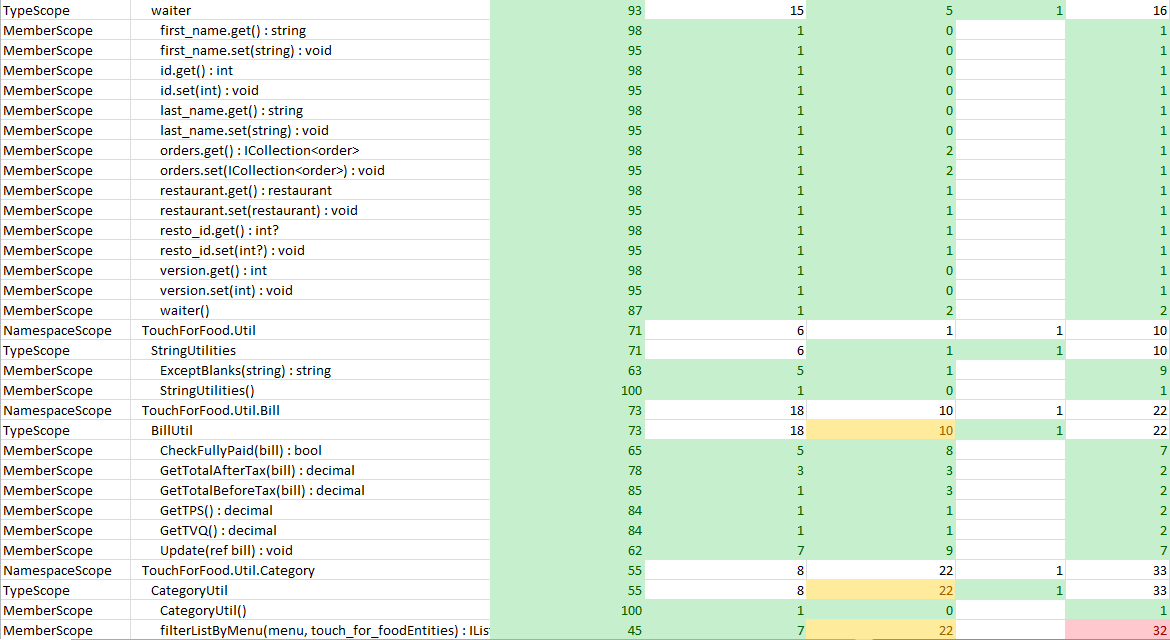 TypeScope waiter 93 15 5 1 16
MemberScope first_name.get() : string 98 1 0 1
MemberScope first_name.set(string) : void 95 1 0 1
MemberScope id.get() : int 98 1 0 1
MemberScope id.set(int) : void 95 1 0 1
MemberScope last_name.get() : string 98 1 0 1
MemberScope last_name.set(string) : void 95 1 0 1
MemberScope orders.get() : ICollection<order> 98 1 2 1
MemberScope orders.set(ICollection<order>) : void 95 1 2 1
MemberScope restaurant.get() : restaurant 98 1 1 1
MemberScope restaurant.set(restaurant) : void 95 1 1 1
MemberScope resto_id.get() : int? 98 1 1 1
MemberScope resto_id.set(int?) : void 95 1 1 1
MemberScope version.get() : int 98 1 0 1
MemberScope version.set(int) : void 95 1 0 1
MemberScope waiter() 87 1 2 2
NamespaceScope TouchForFood.Util 71 6 1 1 10
TypeScope StringUtilities 71 6 1 1 10
MemberScope ExceptBlanks(string) : string 63 5 1 9
MemberScope StringUtilities() 100 1 0 1
NamespaceScope TouchForFood.Util.Bill 73 18 10 1 22
TypeScope BillUtil 73 18 10 1 22
MemberScope CheckFullyPaid(bill) : bool 65 5 8 7
MemberScope GetTotalAfterTax(bill) : decimal 78 3 3 2
MemberScope GetTotalBeforeTax(bill) : decimal 85 1 3 2
MemberScope GetTPS() : decimal 84 1 1 2
MemberScope GetTVQ() : decimal 84 1 1 2
MemberScope Update(ref bill) : void 62 7 9 7
NamespaceScope TouchForFood.Util.Category 55 8 22 1 33
TypeScope CategoryUtil 55 8 22 1 33
MemberScope CategoryUtil() 100 1 0 1
MemberScope filterListByMenu(menu, touch_for_foodEntities) : ILis 45 7 22 32